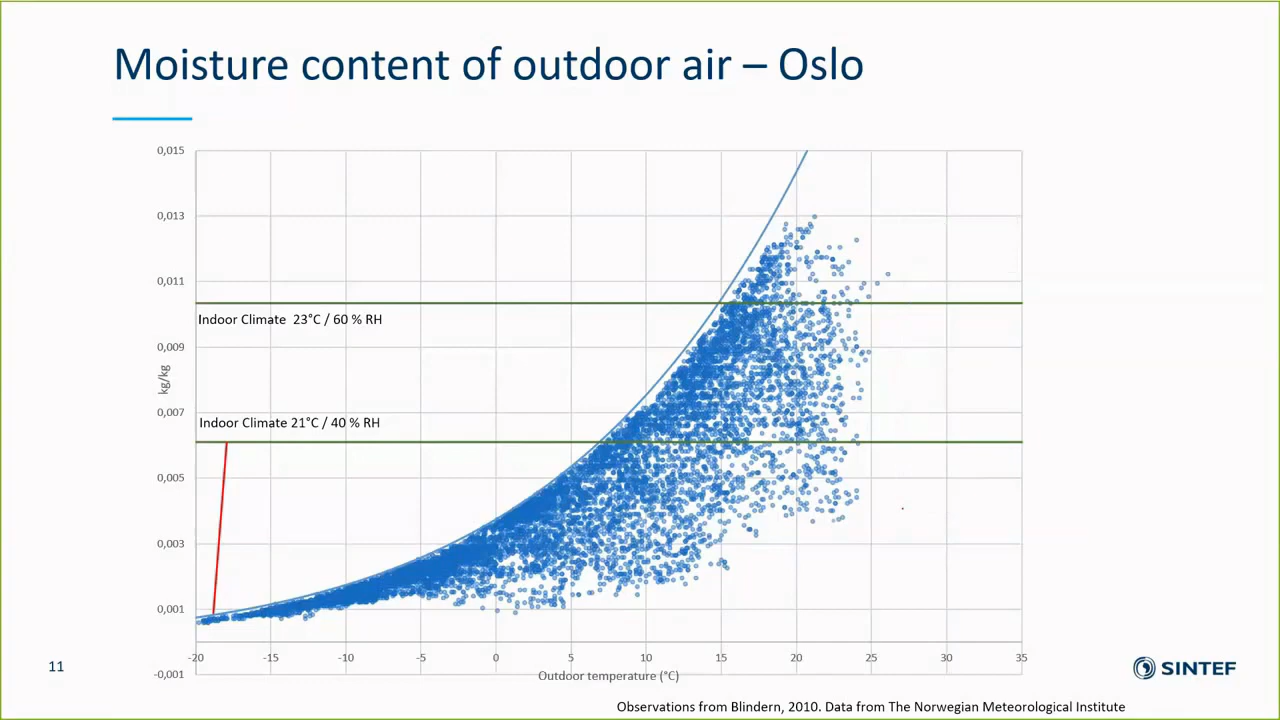 Moisture content of outdoor air – Oslo
0,015
0,013
0,011
Indoor Climate  23°C / 60 % RH
0,009
kg/kg
0,007
Indoor Climate 21°C / 40 % RH
0,005
0,003
0,001
-20 -15 -10 -5 0 5 10 15 20 25 30 35
-0,001
Outdoor temperature (°C)
11
SINTEF
Observations from Blindern, 2010. Data from The Norwegian Meteorological Institute